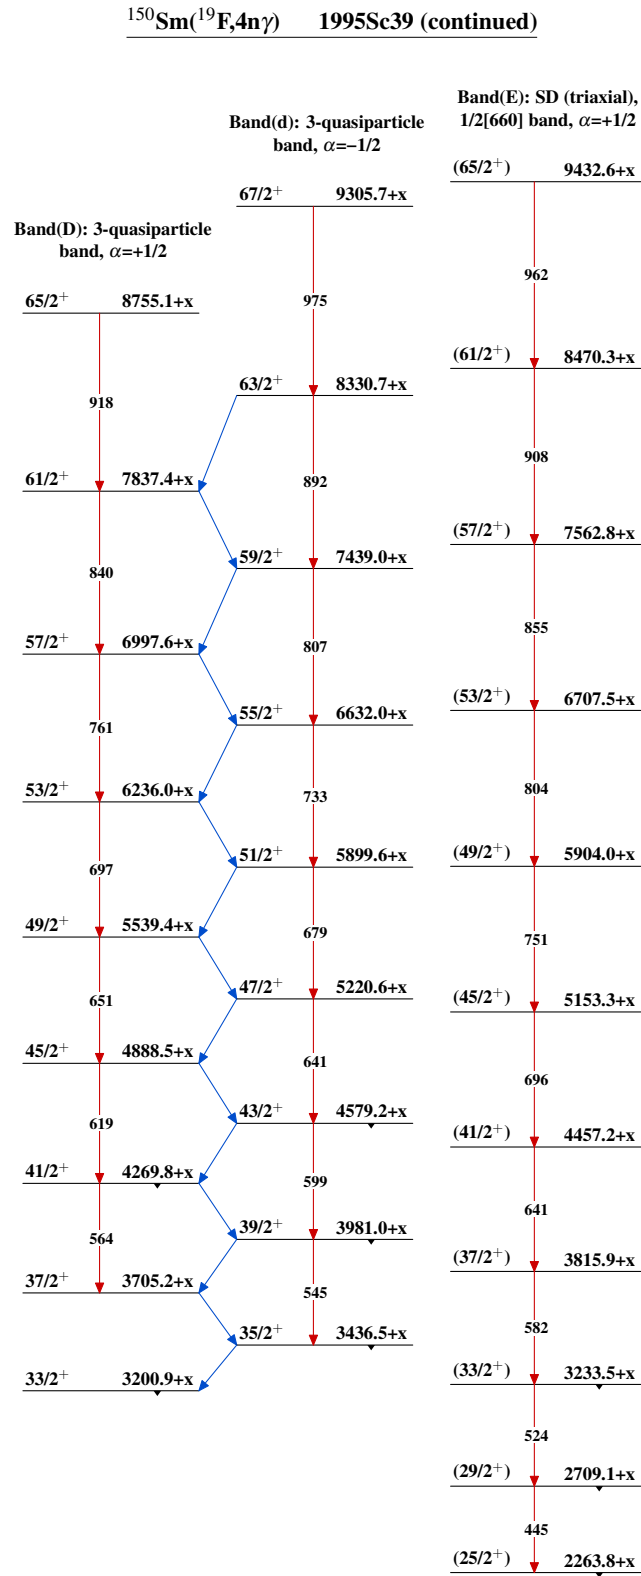 ¹⁵⁰Sm(¹⁹F,4nγ) 1995Sc39 (continued)
Band(D): 3-quasiparticle
band, α=+1/2
65/2⁺ 8755.1+x
918
61/2⁺ 7837.4+x
840
57/2⁺ 6997.6+x
761
53/2⁺ 6236.0+x
697
49/2⁺ 5539.4+x
651
45/2⁺ 4888.5+x
619
41/2⁺ 4269.8+x
564
37/2⁺ 3705.2+x
33/2⁺ 3200.9+x
Band(d): 3-quasiparticle
band, α=−1/2
67/2⁺ 9305.7+x
975
63/2⁺ 8330.7+x
892
59/2⁺ 7439.0+x
807
55/2⁺ 6632.0+x
733
51/2⁺ 5899.6+x
679
47/2⁺ 5220.6+x
641
43/2⁺ 4579.2+x
599
39/2⁺ 3981.0+x
545
35/2⁺ 3436.5+x
Band(E): SD (triaxial),
1/2[660] band, α=+1/2
(65/2⁺) 9432.6+x
962
(61/2⁺) 8470.3+x
908
(57/2⁺) 7562.8+x
855
(53/2⁺) 6707.5+x
804
(49/2⁺) 5904.0+x
751
(45/2⁺) 5153.3+x
696
(41/2⁺) 4457.2+x
641
(37/2⁺) 3815.9+x
582
(33/2⁺) 3233.5+x
524
(29/2⁺) 2709.1+x
445
(25/2⁺) 2263.8+x